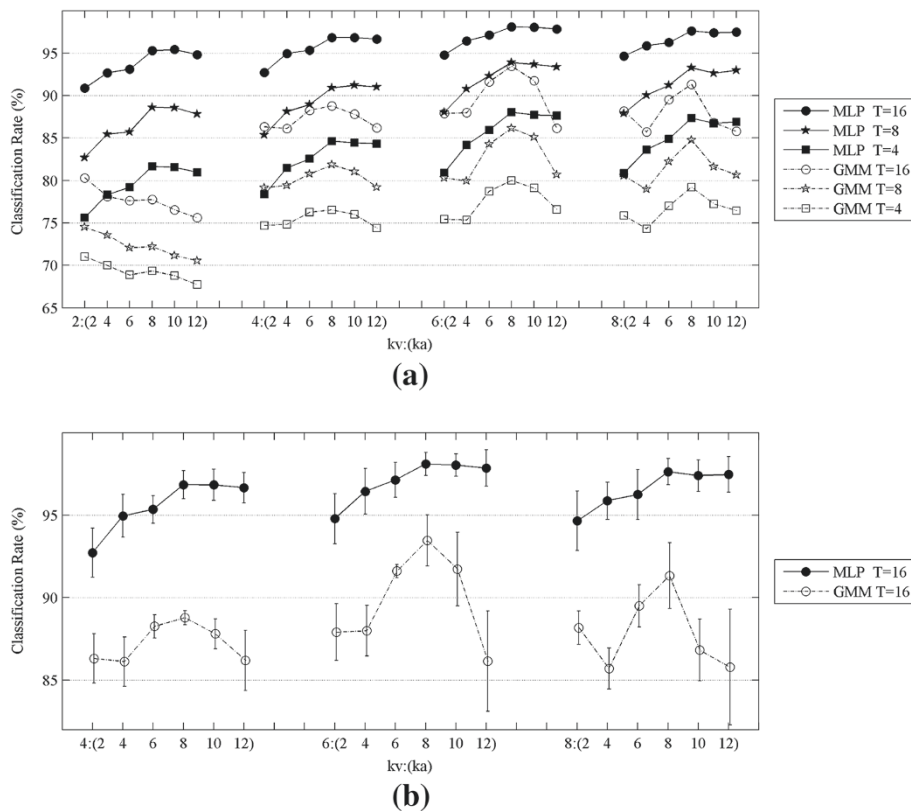 (a)
95
90
85
80
75
70
65
Classification Rate (%)
2:(2 4 6 8 10 12) 4:(2 4 6 8 10 12) 6:(2 4 6 8 10 12) 8:(2 4 6 8 10 12)
kv:(ka)
MLP T=16
MLP T=8
MLP T=4
GMM T=16
GMM T=8
GMM T=4
(b)
95
90
85
Classification Rate (%)
4:(2 4 6 8 10 12) 6:(2 4 6 8 10 12) 8:(2 4 6 8 10 12)
kv:(ka)
MLP T=16
GMM T=16